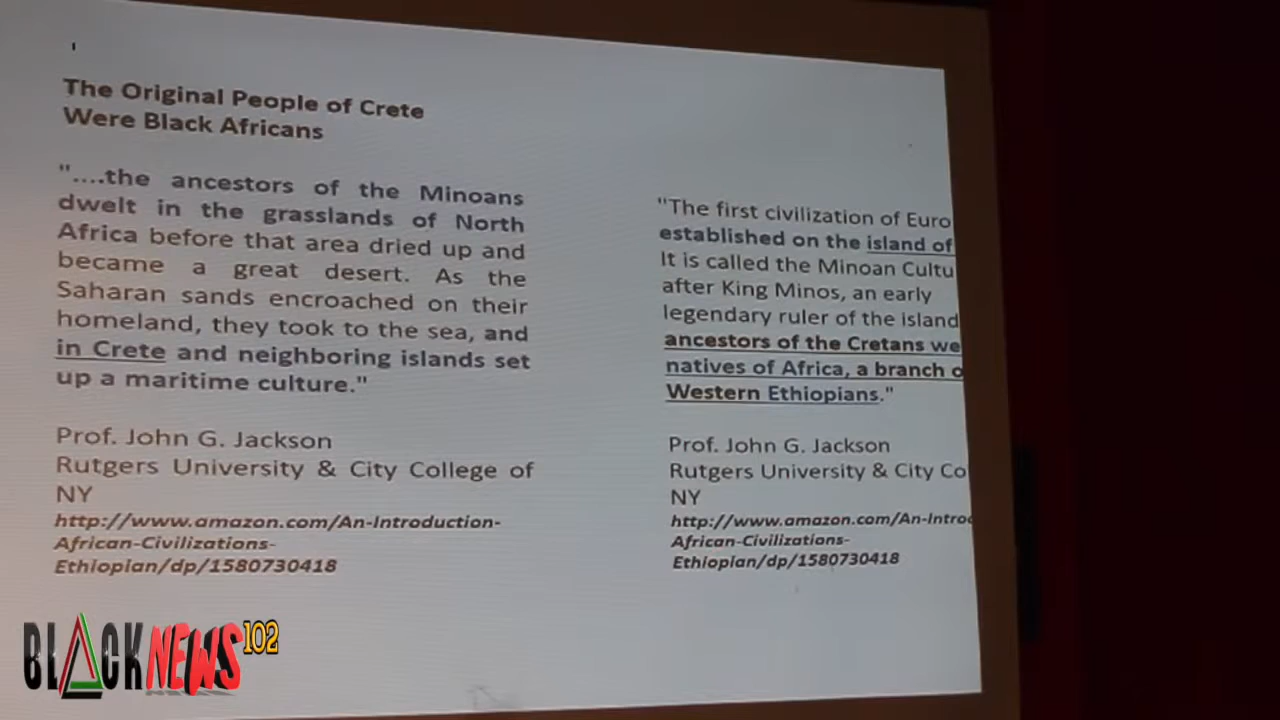 The Original People of Crete
Were Black Africans
"....the ancestors of the Minoans
dwelt in the grasslands of North
Africa before that area dried up and
became a great desert. As the
Saharan sands encroached on their
homeland, they took to the sea, and
in Crete and neighboring islands set
up a maritime culture."
Prof. John G. Jackson
Rutgers University & City College of
NY
http://www.amazon.com/An-Introduction-
African-Civilizations-
Ethiopian/dp/1580730418
"The first civilization of Euro
established on the island of
It is called the Minoan Cultu
after King Minos, an early
legendary ruler of the island
ancestors of the Cretans we
natives of Africa, a branch o
Western Ethiopians."
Prof. John G. Jackson
Rutgers University & City Co
NY
http://www.amazon.com/An-Introd
African-Civilizations-
Ethiopian/dp/1580730418
BLACK NEWS 102